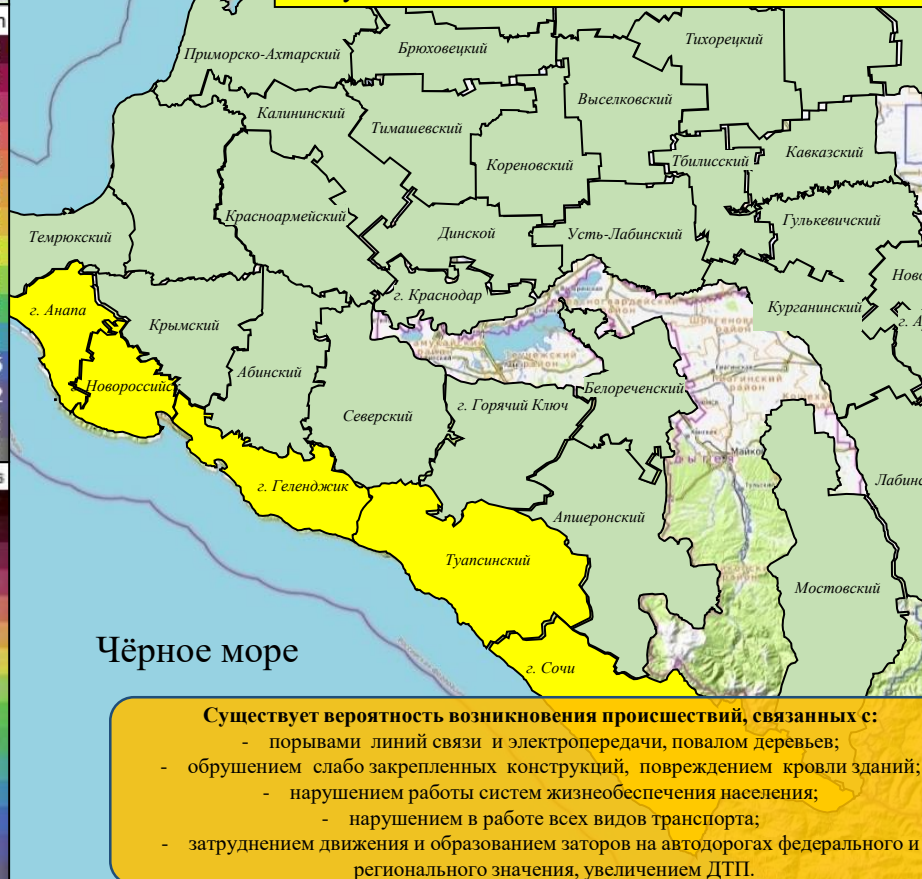 Тихорецкий
Брюховецкий
Приморско-Ахтарский
Выселковский
Калининский
Тимашевский
Кавказский
Тбилисский
Кореновский
Красноармейский
Гулькевичский
Темрюкский
Динской
Усть-Лабинский
г. Краснодар
г. Анапа
Курганинский
Крымский
Абинский
Новороссийс
Белореченский
г. Горячий Ключ
Северский
г. Геленджик
Апшеронский
Туапсинский
Мостовский
Чёрное море
г. Сочи
Существует вероятность возникновения происшествий, связанных с:
- порывами линий связи и электропередачи, повалом деревьев;
- обрушением слабо закрепленных конструкций, повреждением кровли зданий;
- нарушением работы систем жизнеобеспечения населения;
- нарушением в работе всех видов транспорта;
- затруднением движения и образованием заторов на автодорогах федерального и
регионального значения, увеличением ДТП.